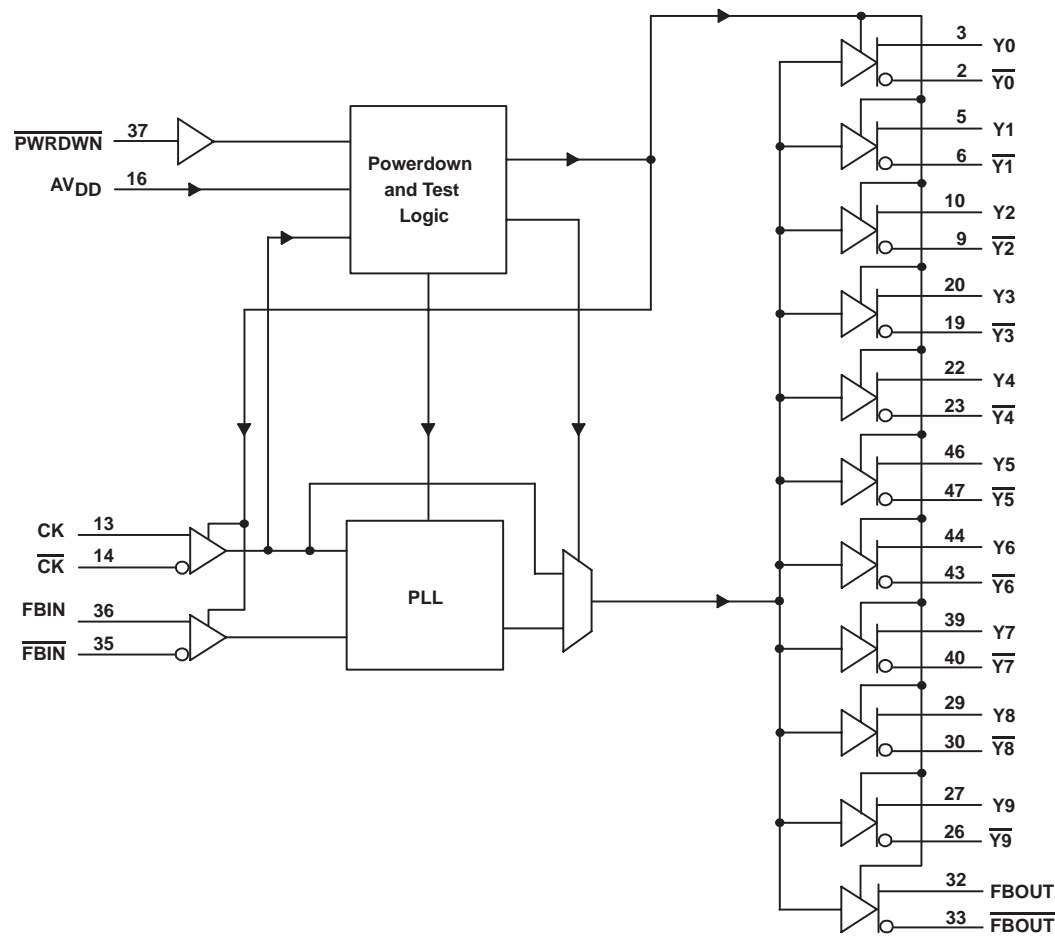 37 PWRDWN
16 AVDD
Powerdown
and Test
Logic
CK 13
CK 14
FBIN 36
FBIN 35
PLL
3 Y0
2 Y0
5 Y1
6 Y1
10 Y2
9 Y2
20 Y3
19 Y3
22 Y4
23 Y4
46 Y5
47 Y5
44 Y6
43 Y6
39 Y7
40 Y7
29 Y8
30 Y8
27 Y9
26 Y9
32 FBOUT
33 FBOUT